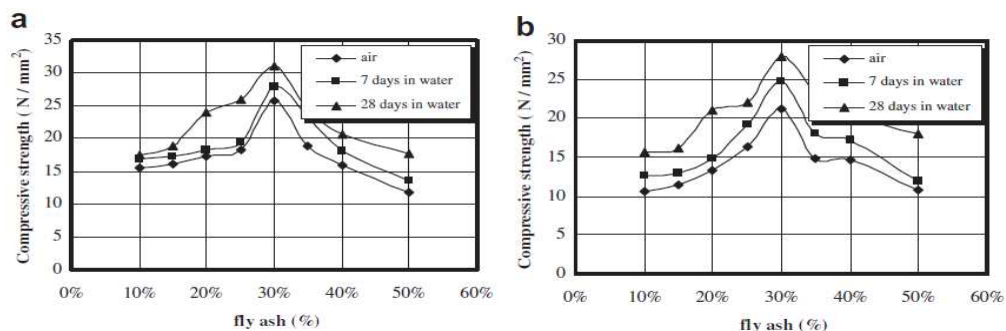 a
Compressive strength ( N / mm²)
35
30
25
20
15
10
5
0
0% 10% 20% 30% 40% 50% 60%
fly ash (%)
air
7 days in water
28 days in water
b
Compressive strength ( N / mm²)
30
25
20
15
10
5
0
0% 10% 20% 30% 40% 50% 60%
fly ash (%)
air
7 days in water
28 days in water